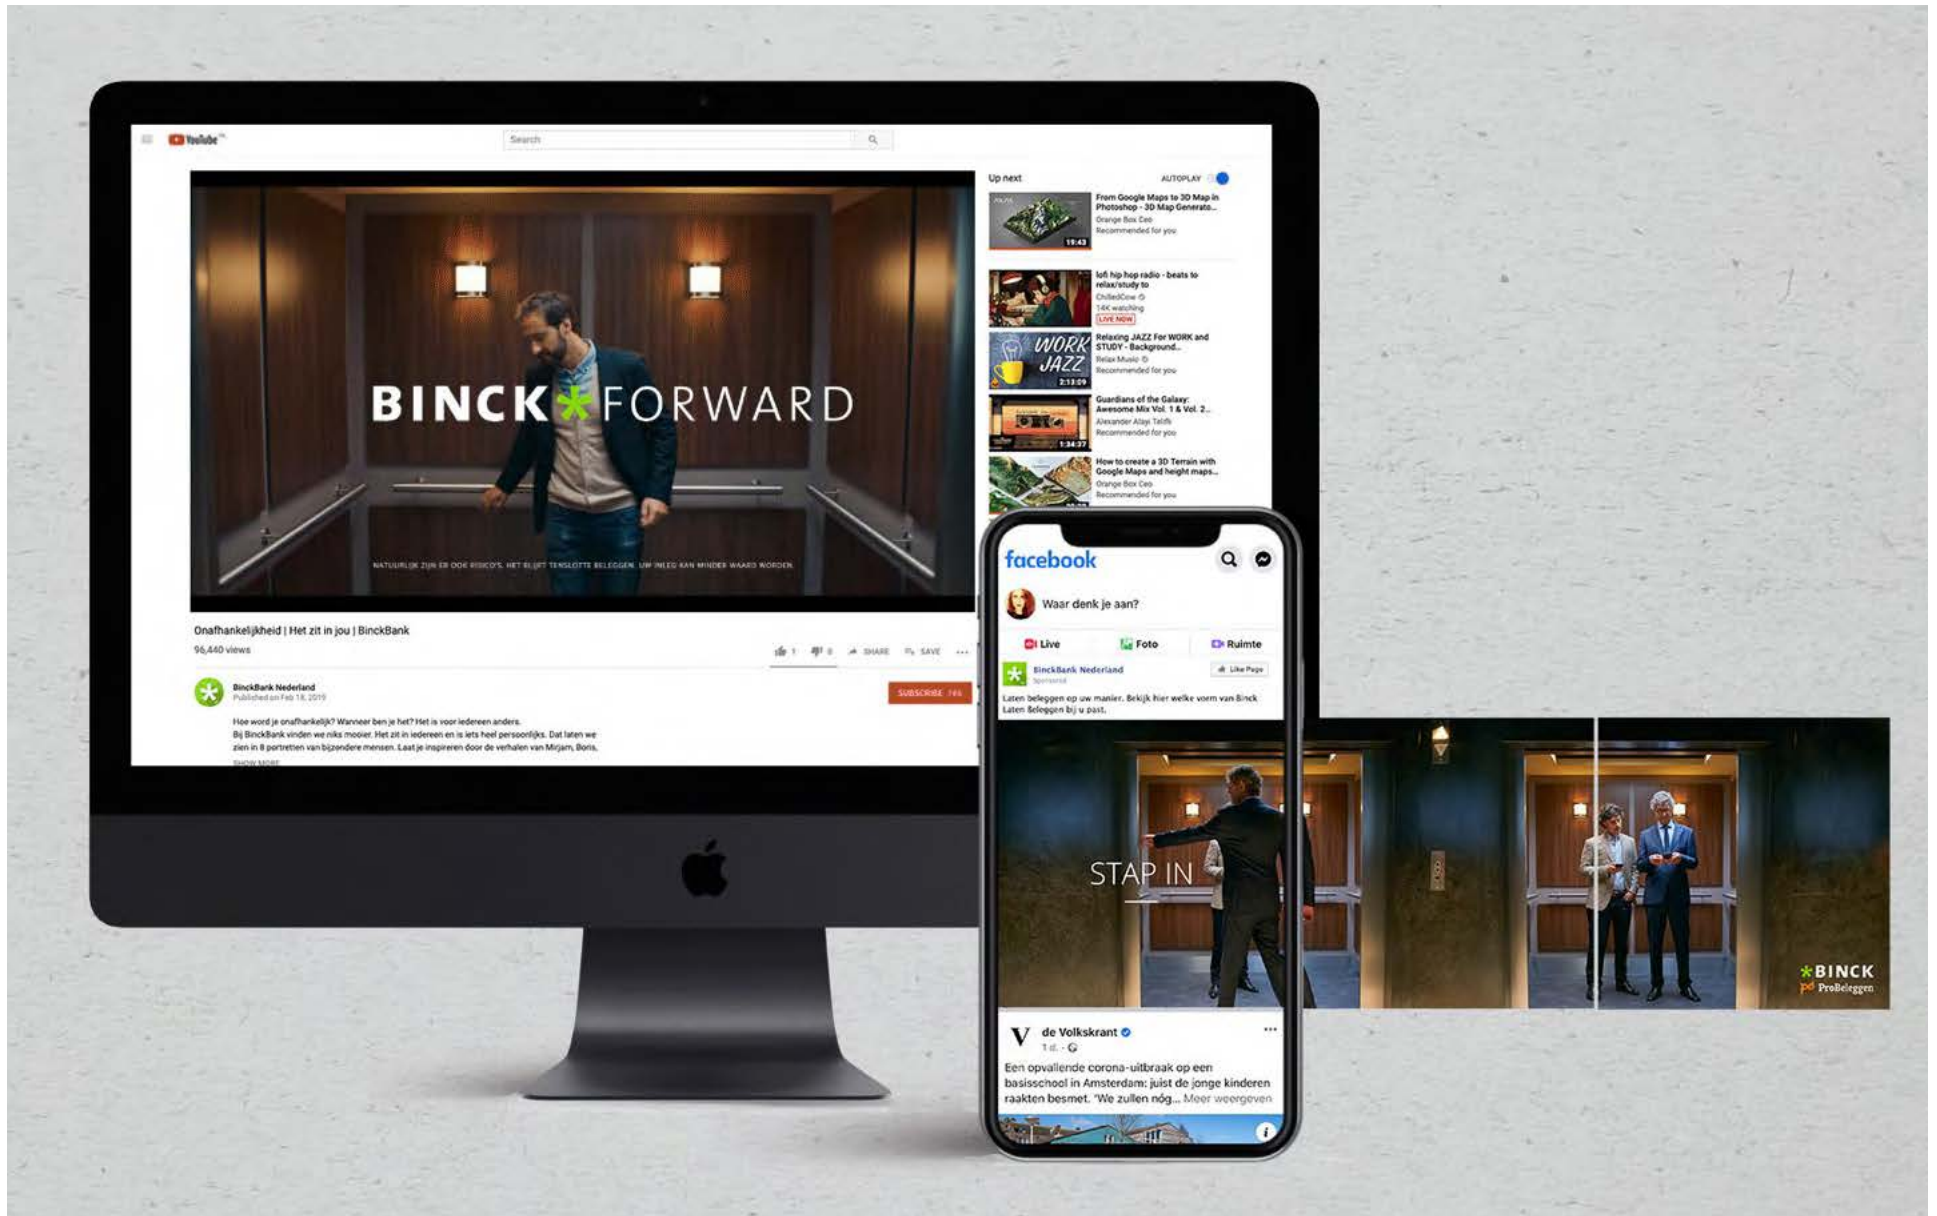 YouTube NL
Search
BINCK*FORWARD
NATUURLIJK ZIJN ER OOK RISICO'S. HET BLIJFT TENSLOTTE BELEGGEN. UW INLEG KAN MINDER WAARD WORDEN.
Onafhankelijkheid | Het zit in jou | BinckBank
96,440 views
1
0
SHARE
SAVE
BinckBank Nederland
Published on Feb 18, 2019
SUBSCRIBE
Hoe word je onafhankelijk? Wanneer ben je het? Het is voor iedereen anders.
Bij BinckBank vinden we niks mooier. Het zit in iedereen en is iets heel persoonlijks. Dat laten we
zien in 8 portretten van bijzondere mensen. Laat je inspireren door de verhalen van Mirjam, Boris,
SHOW MORE
Up next
AUTOPLAY
From Google Maps to 3D Map in
Photoshop - 3D Map Generato...
Orange Box Ceo
Recommended for you
19:43
lofi hip hop radio - beats to
relax/study to
ChilledCow
14K watching
LIVE NOW
WORK
JAZZ
2:13:09
Relaxing JAZZ For WORK and
STUDY - Background...
Relax Music
Recommended for you
Guardians of the Galaxy:
Awesome Mix Vol. 1 & Vol. 2...
Alexander Alayi Talds
Recommended for you
1:34:37
How to create a 3D Terrain with
Google Maps and height maps...
Orange Box Ceo
Recommended for you
facebook
Waar denk je aan?
Live
Foto
Ruimte
BinckBank Nederland
Sponsored
Like Page
Laten beleggen op uw manier. Bekijk hier welke vorm van Binck
Laten Beleggen bij u past.
STAP IN
*BINCK
pd ProBeleggen
V
de Volkskrant
1 d.
Een opvallende corona-uitbraak op een
basisschool in Amsterdam: juist de jonge kinderen
raakten besmet. 'We zullen nóg... Meer weergeven
i